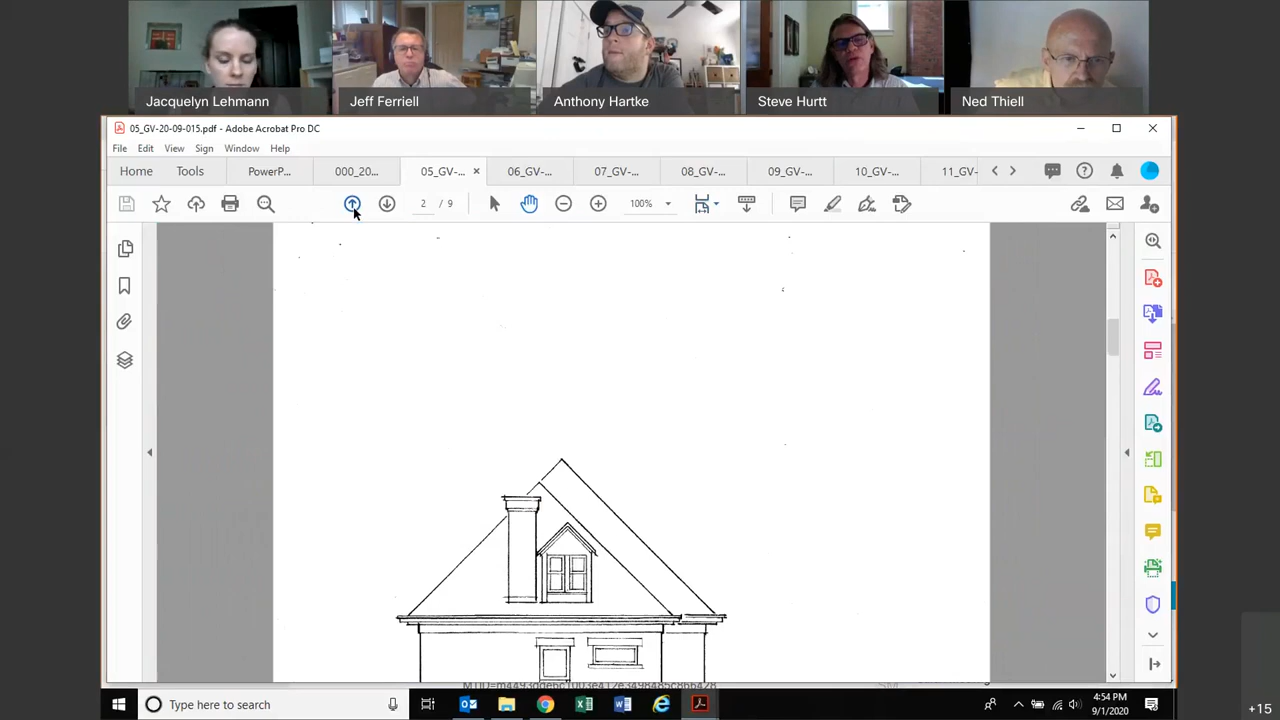 Jacquelyn Lehmann
Jeff Ferriell
Anthony Hartke
Steve Hurtt
Ned Thiell
05_GV-20-09-015.pdf - Adobe Acrobat Pro DC
File Edit View Sign Window Help
Home Tools PowerP... 000_20... 05_GV-... 06_GV-... 07_GV-... 08_GV-... 09_GV-... 10_GV-... 11_GV-
2 / 9 100%
Type here to search
4:54 PM
9/1/2020
+15